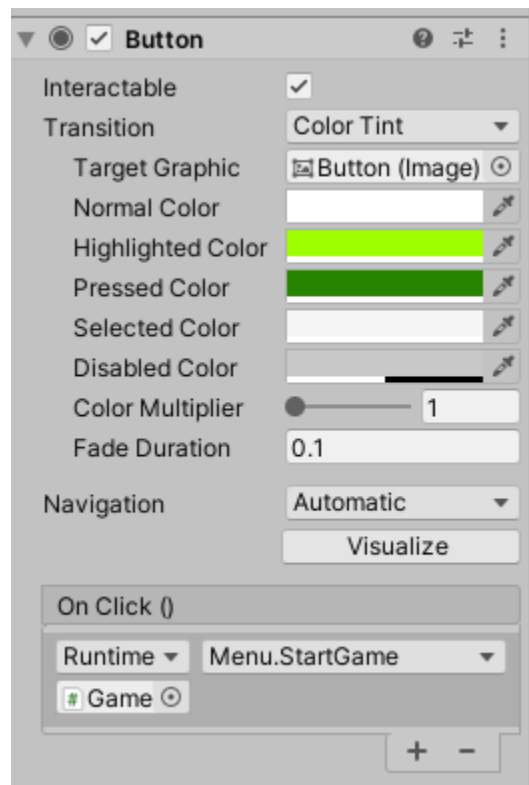 Button
Interactable
Transition Color Tint
Target Graphic Button (Image)
Normal Color
Highlighted Color
Pressed Color
Selected Color
Disabled Color
Color Multiplier 1
Fade Duration 0.1
Navigation Automatic
Visualize
On Click ()
Runtime Menu.StartGame
# Game
+ -